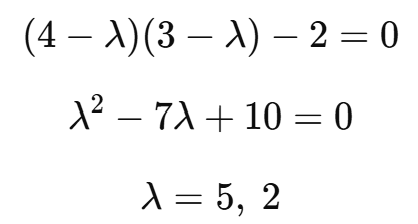 (4 − λ)(3 − λ) − 2 = 0
λ² − 7λ + 10 = 0
λ = 5, 2